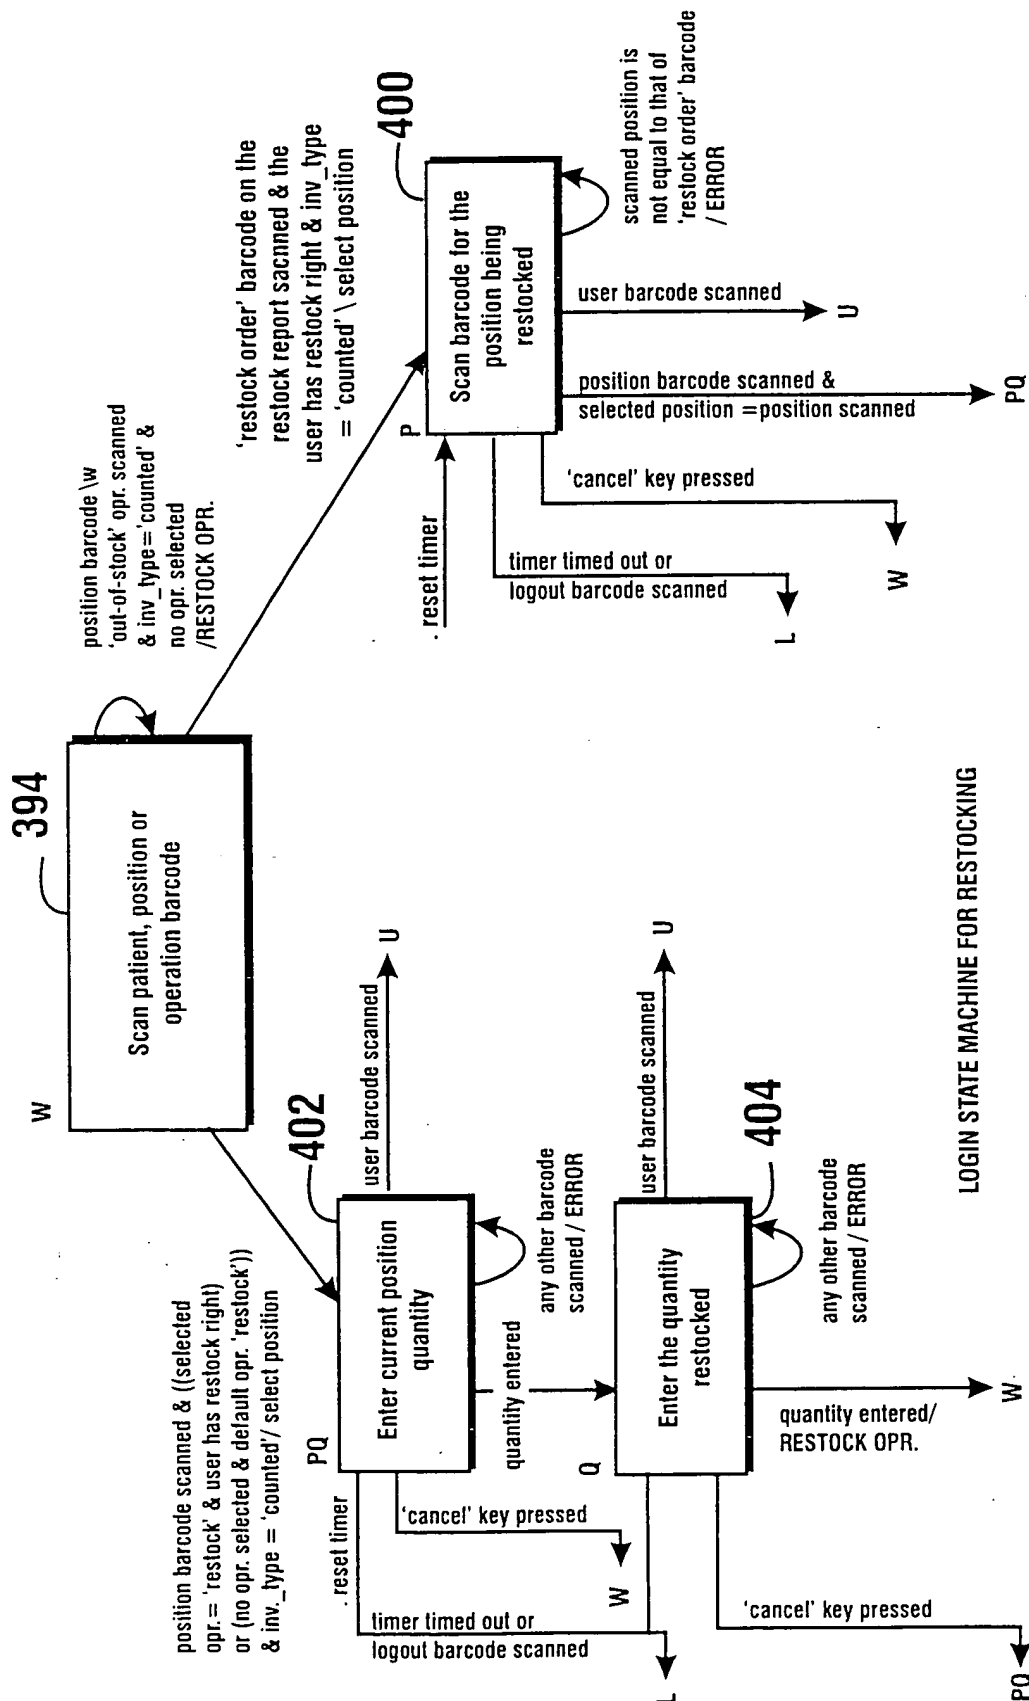 394
W
Scan patient, position or
operation barcode
position barcode \w
'out-of-stock' opr. scanned
& inv_type='counted' &
no opr. selected
/RESTOCK OPR.
position barcode scanned & ((selected
opr.= 'restock' & user has restock right)
or (no opr. selected & default opr. 'restock'))
& inv._type = 'counted'/ select position
'restock order' barcode on the
restock report sacnned & the
user has restock right & inv_type
= 'counted' \ select position
402
PQ
Enter current position
quantity
user barcode scanned
U
any other barcode
scanned / ERROR
quantity entered
. reset timer
'cancel' key pressed
W
timer timed out or
logout barcode scanned
L
404
Q
Enter the quantity
restocked
user barcode scanned
U
any other barcode
scanned / ERROR
quantity entered/
RESTOCK OPR.
W
'cancel' key pressed
PQ
400
P
Scan barcode for the
position being
restocked
scanned position is
not equal to that of
'restock order' barcode
/ ERROR
. reset timer
user barcode scanned
U
position barcode scanned &
selected position =position scanned
PQ
'cancel' key pressed
W
timer timed out or
logout barcode scanned
L
LOGIN STATE MACHINE FOR RESTOCKING